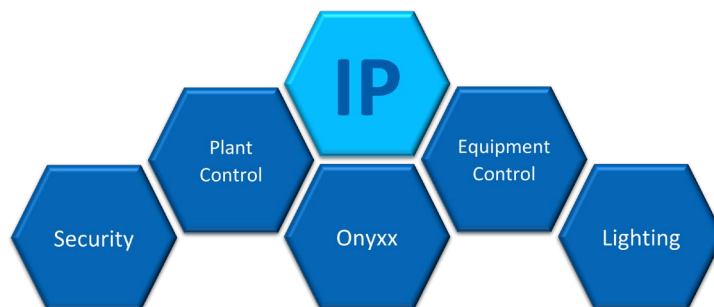 IP
Plant
Control
Equipment
Control
Security
Onyxx
Lighting